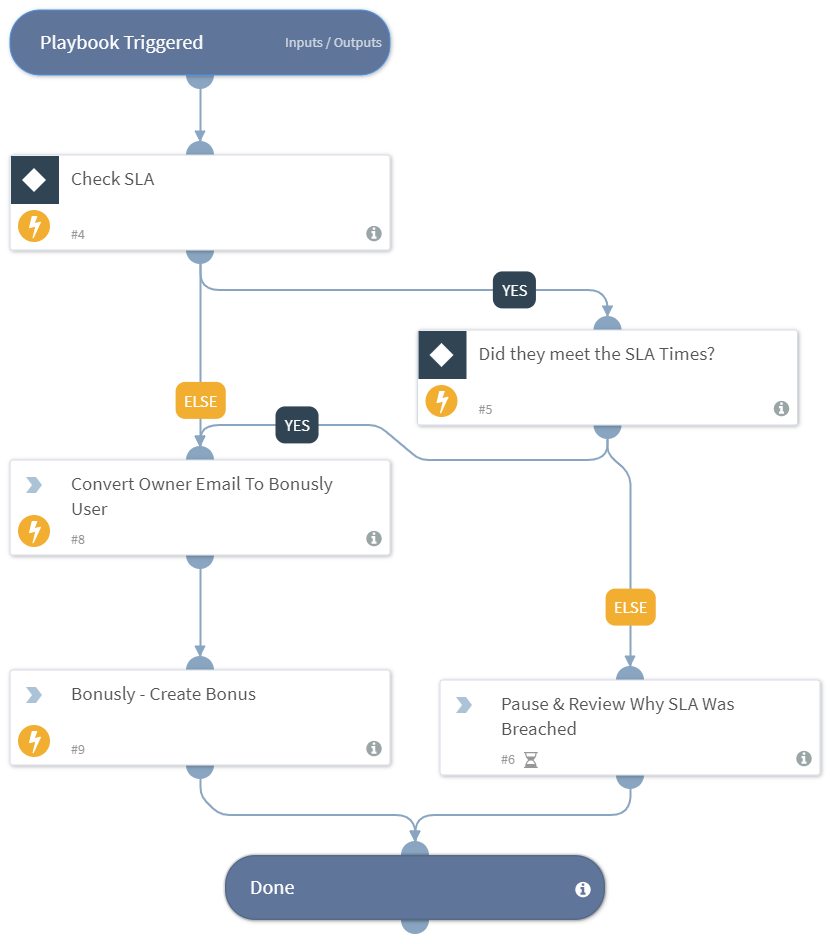 Playbook Triggered
Inputs / Outputs
Check SLA
#4
YES
Did they meet the SLA Times?
#5
ELSE
YES
Convert Owner Email To Bonusly
User
#8
ELSE
Bonusly - Create Bonus
#9
Pause & Review Why SLA Was
Breached
#6
Done